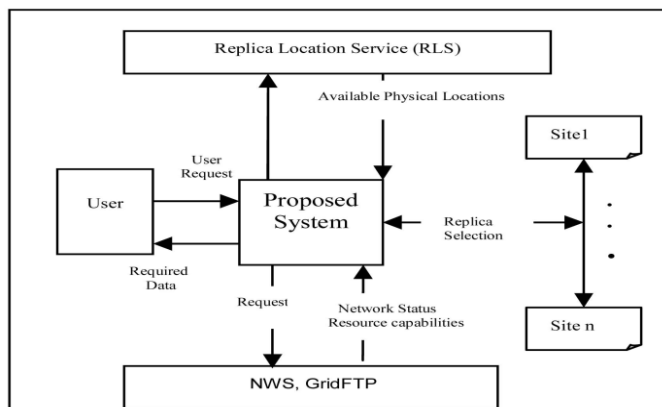 Replica Location Service (RLS)
Available Physical Locations
Site1
User
Request
User
Proposed
System
Replica
Selection
Required
Data
Request
Network Status
Resource capabilities
Site n
NWS, GridFTP